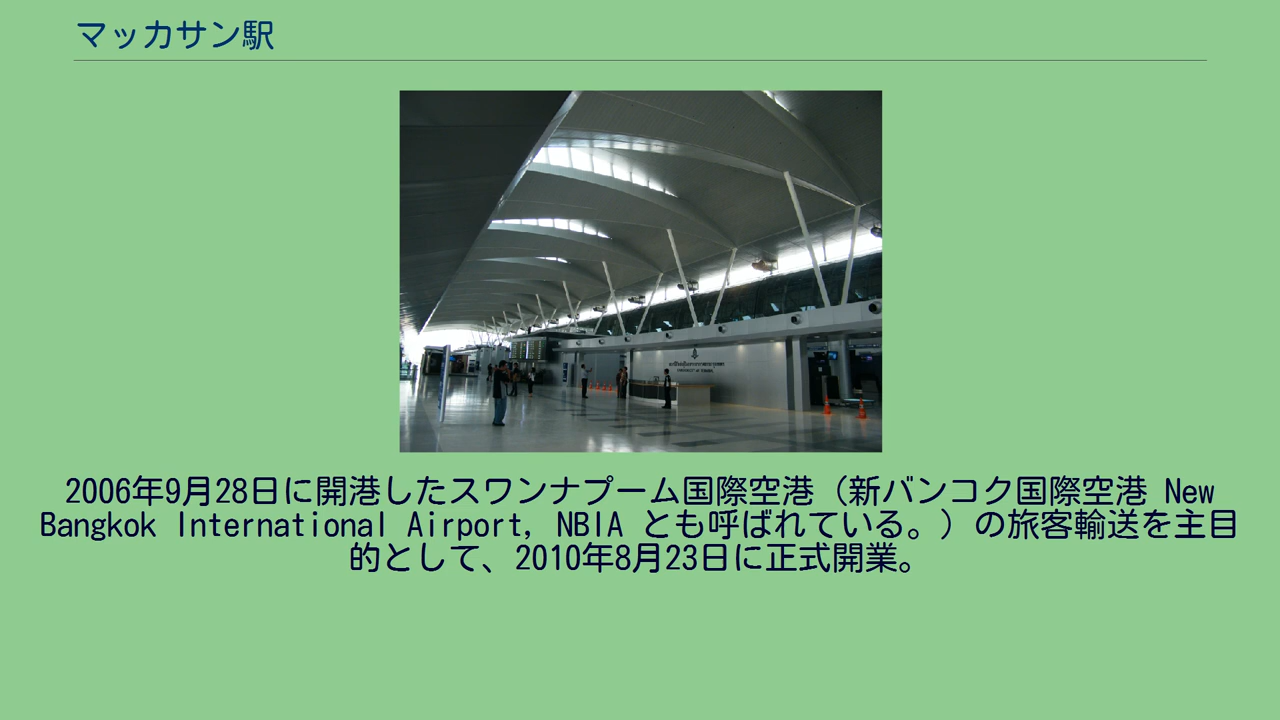 マッカサン駅
2006年9月28日に開港したスワンナプーム国際空港（新バンコク国際空港 New
Bangkok International Airport, NBIA とも呼ばれている。）の旅客輸送を主目
的として、2010年8月23日に正式開業。